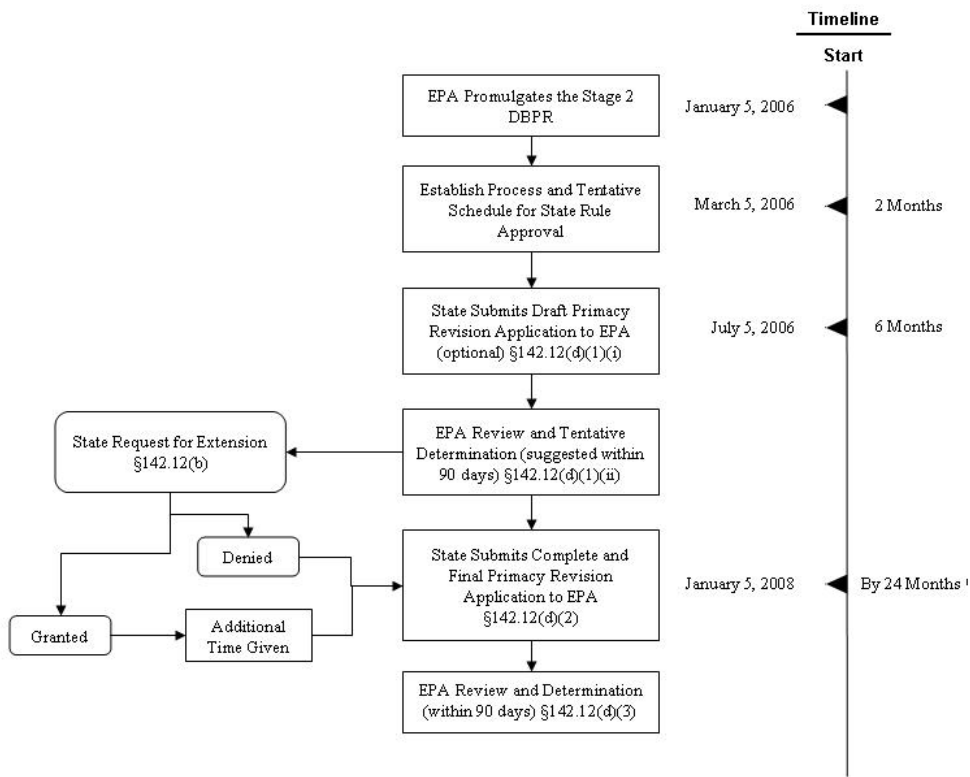 Timeline
Start
EPA Promulgates the Stage 2
DBPR
January 5, 2006
Establish Process and Tentative
Schedule for State Rule
Approval
March 5, 2006
2 Months
State Submits Draft Primacy
Revision Application to EPA
(optional) §142.12(d)(1)(i)
July 5, 2006
6 Months
State Request for Extension
§142.12(b)
EPA Review and Tentative
Determination (suggested within
90 days) §142.12(d)(1)(ii)
Denied
State Submits Complete and
Final Primacy Revision
Application to EPA
§142.12(d)(2)
January 5, 2008
By 24 Months
Granted
Additional
Time Given
EPA Review and Determination
(within 90 days) §142.12(d)(3)